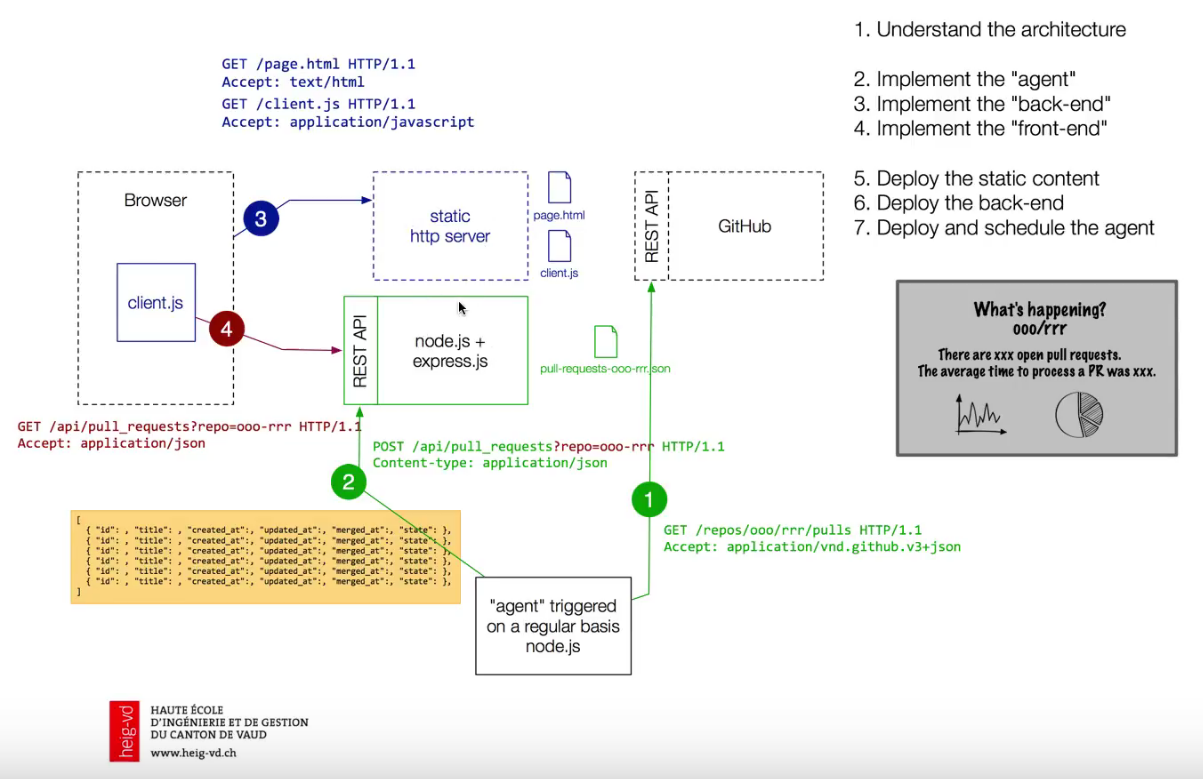 1. Understand the architecture
2. Implement the "agent"
3. Implement the "back-end"
4. Implement the "front-end"
5. Deploy the static content
6. Deploy the back-end
7. Deploy and schedule the agent
GET /page.html HTTP/1.1
Accept: text/html
GET /client.js HTTP/1.1
Accept: application/javascript
Browser
3
static
http server
page.html
client.js
REST API
GitHub
client.js
4
REST API
node.js +
express.js
pull-requests-ooo-rrr.json
What's happening?
ooo/rrr
There are xxx open pull requests.
The average time to process a PR was xxx.
GET /api/pull_requests?repo=ooo-rrr HTTP/1.1
Accept: application/json
POST /api/pull_requests?repo=ooo-rrr HTTP/1.1
Content-type: application/json
2
1
GET /repos/ooo/rrr/pulls HTTP/1.1
Accept: application/vnd.github.v3+json
[
{ "id": , "title": , "created_at":, "updated_at":, "merged_at":, "state": },
{ "id": , "title": , "created_at":, "updated_at":, "merged_at":, "state": },
{ "id": , "title": , "created_at":, "updated_at":, "merged_at":, "state": },
{ "id": , "title": , "created_at":, "updated_at":, "merged_at":, "state": },
{ "id": , "title": , "created_at":, "updated_at":, "merged_at":, "state": },
{ "id": , "title": , "created_at":, "updated_at":, "merged_at":, "state": },
]
"agent" triggered
on a regular basis
node.js
heig-vd
HAUTE ÉCOLE
D'INGÉNIERIE ET DE GESTION
DU CANTON DE VAUD
www.heig-vd.ch